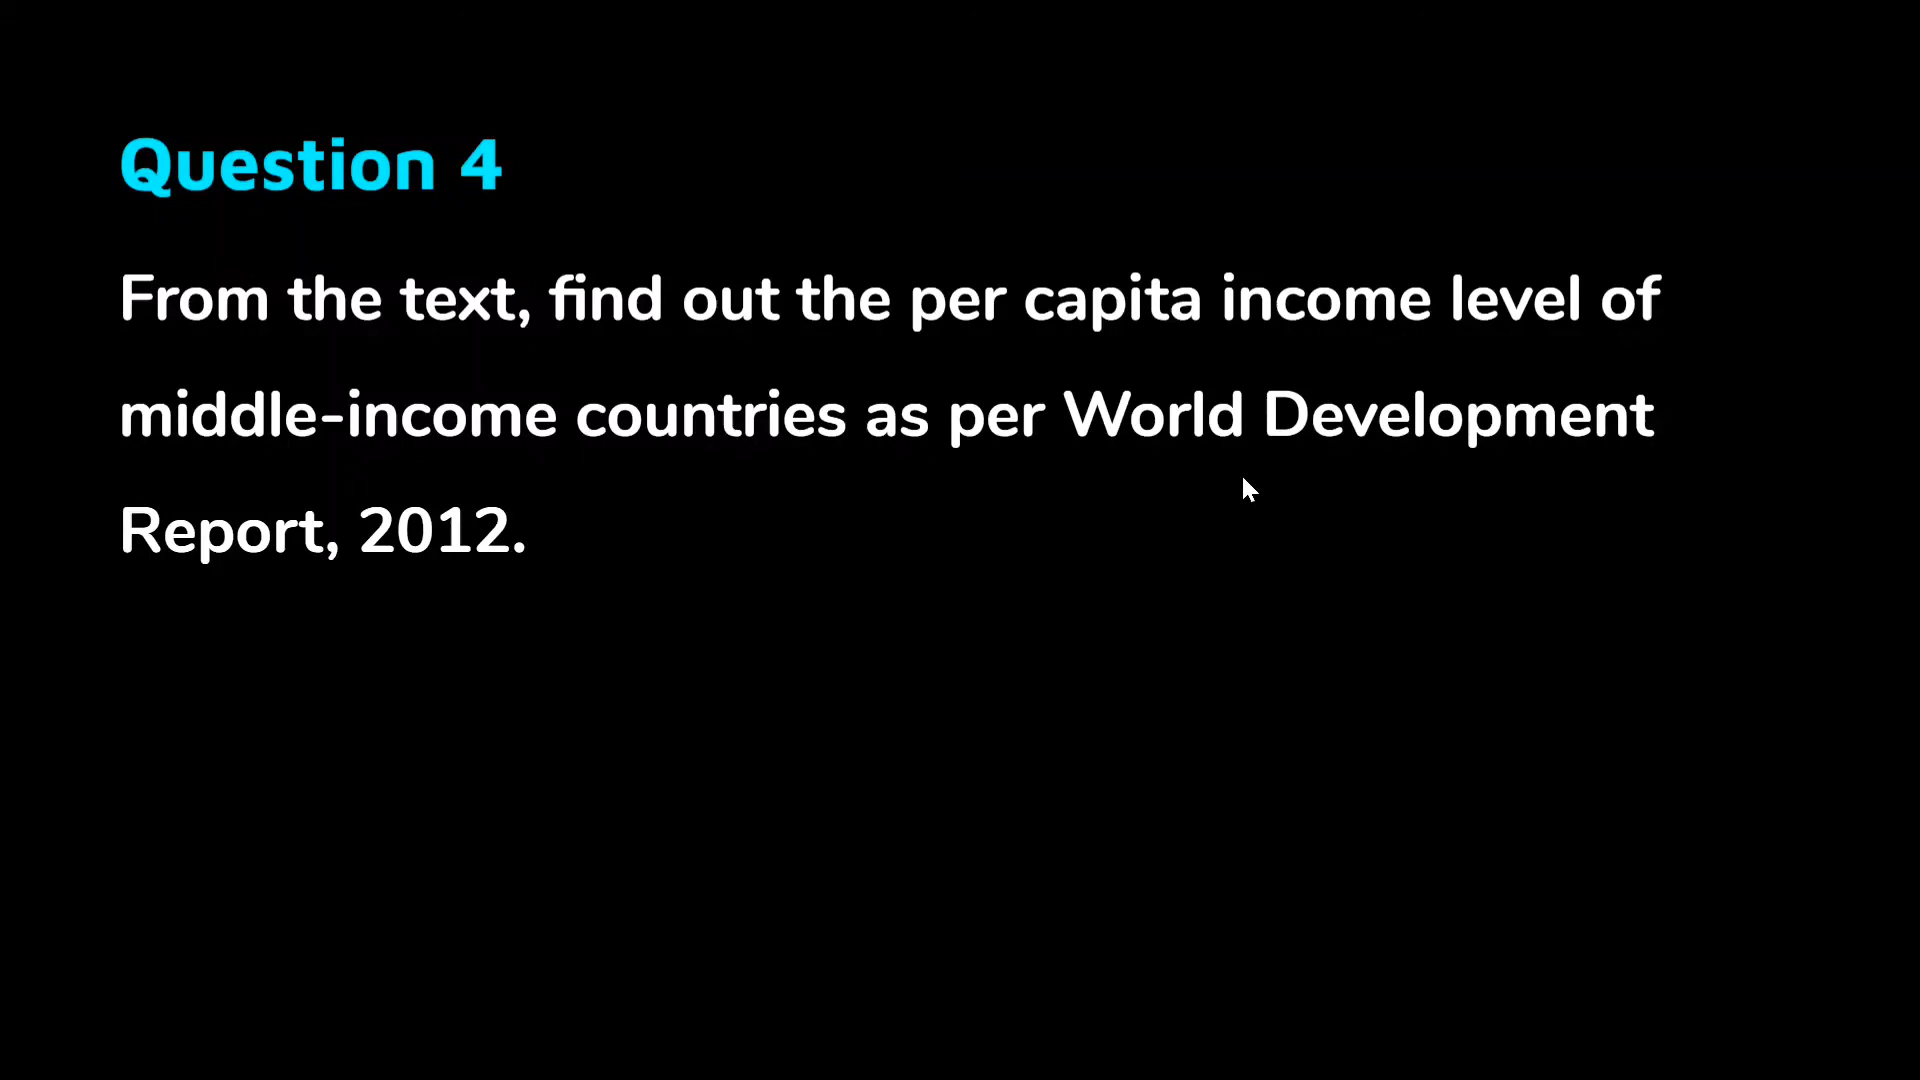 Question 4
From the text, find out the per capita income level of
middle-income countries as per World Development
Report, 2012.